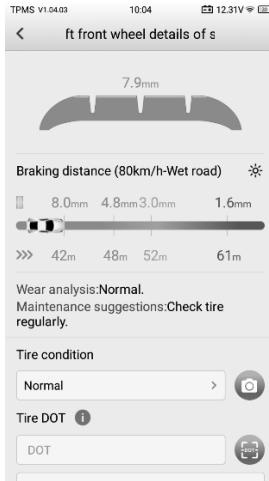 TPMS V1.04.03 10:04 12.31V
ft front wheel details of s
7.9mm
Braking distance (80km/h-Wet road)
8.0mm 4.8mm 3.0mm 1.6mm
>>> 42m 48m 52m 61m
Wear analysis:Normal.
Maintenance suggestions:Check tire
regularly.
Tire condition
Normal
Tire DOT
DOT
DOT